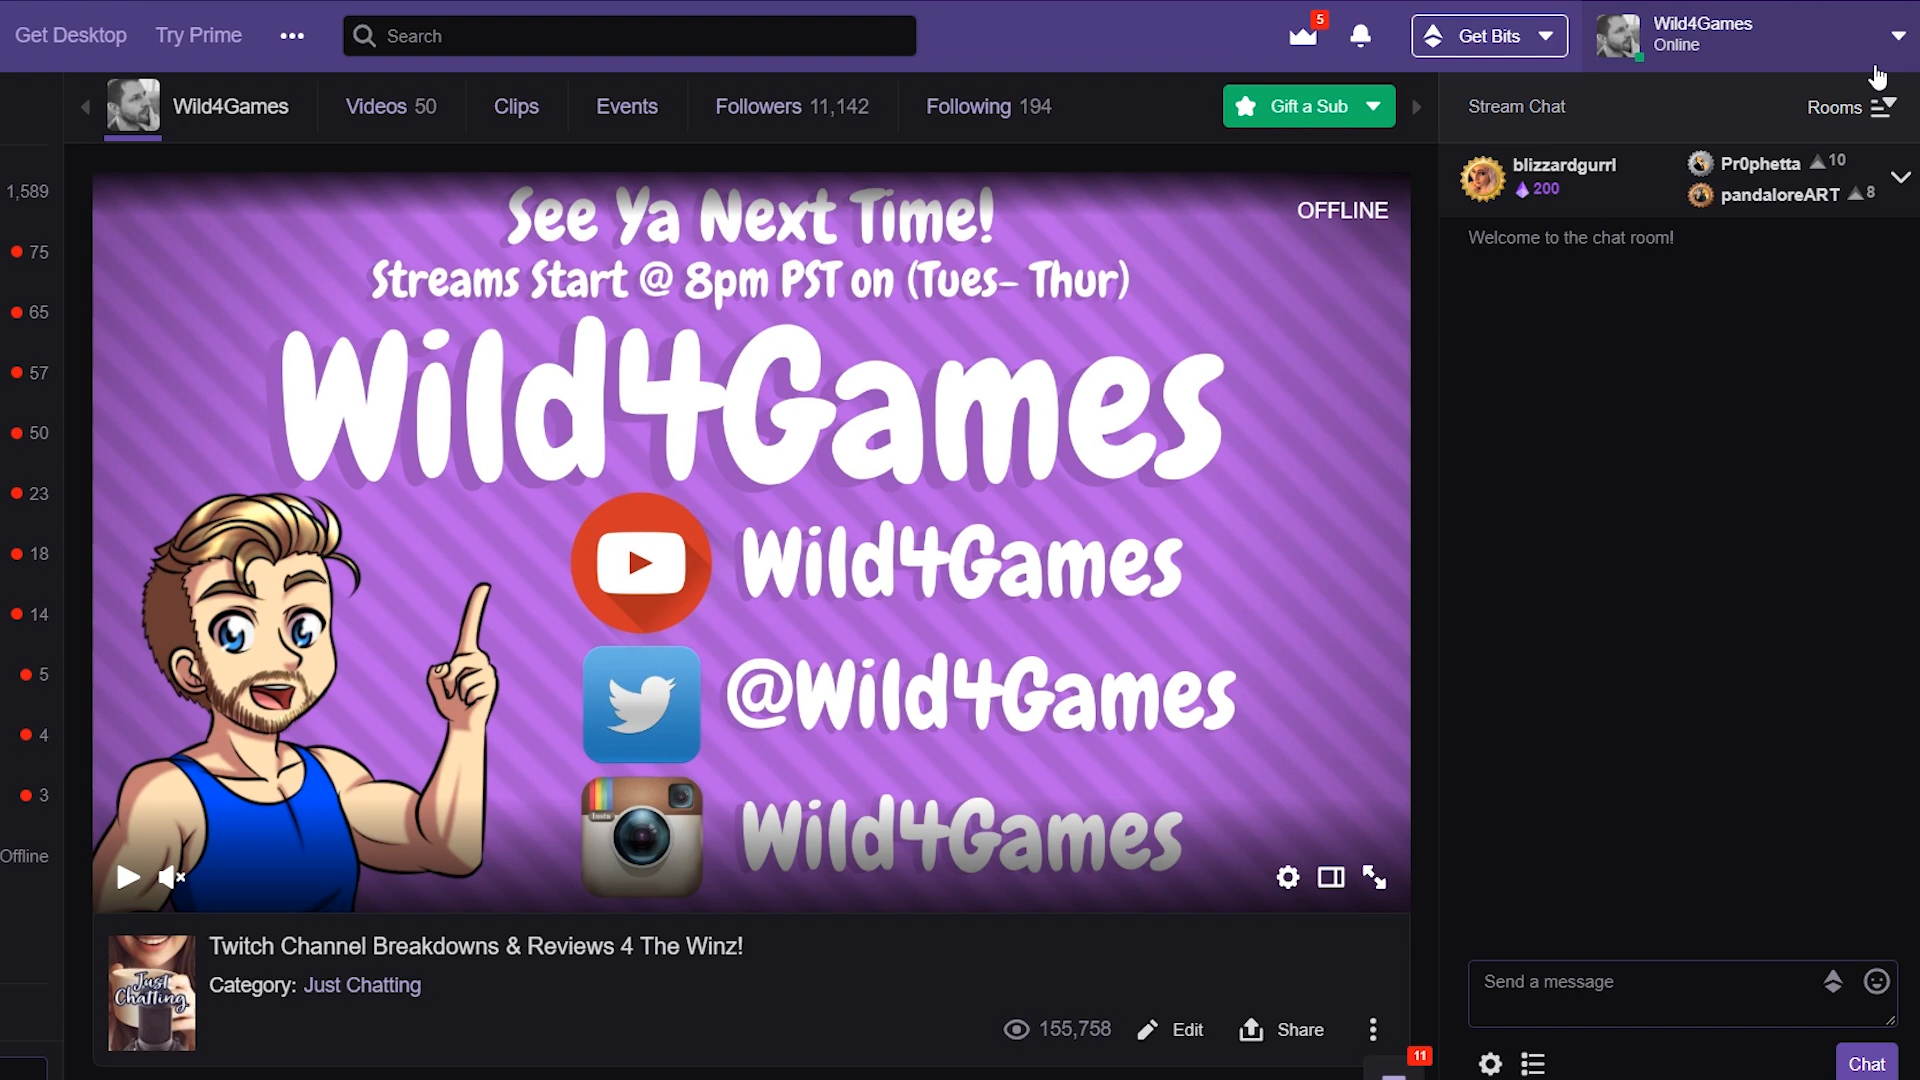 Get Desktop
Try Prime
Search
5
Get Bits
Wild4Games
Online
Wild4Games
Videos 50
Clips
Events
Followers 11,142
Following 194
Gift a Sub
Stream Chat
Rooms
blizzardgurrl
200
Pr0phetta 10
pandaloreART 8
Welcome to the chat room!
1,589
75
65
57
50
23
18
14
5
4
3
Offline
See Ya Next Time!
OFFLINE
Streams Start @ 8pm PST on (Tues- Thur)
Wild4Games
Wild4Games
@Wild4Games
Insta
Wild4Games
Just
Chatting
Twitch Channel Breakdowns & Reviews 4 The Winz!
Category: Just Chatting
155,758
Edit
Share
11
Send a message
Chat